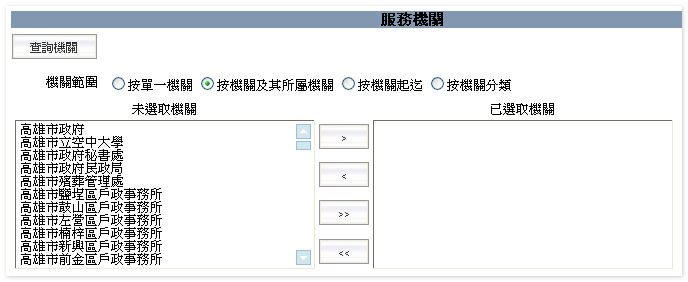 服務機關
查詢機關
機關範圍 按單一機關 按機關及其所屬機關 按機關起迄 按機關分類
未選取機關 已選取機關
高雄市政府
高雄市立空中大學
高雄市政府秘書處
高雄市政府民政局
高雄市殯葬管理處
高雄市鹽埕區戶政事務所
高雄市鼓山區戶政事務所
高雄市左營區戶政事務所
高雄市楠梓區戶政事務所
高雄市新興區戶政事務所
高雄市前金區戶政事務所
>
<
>>
<<